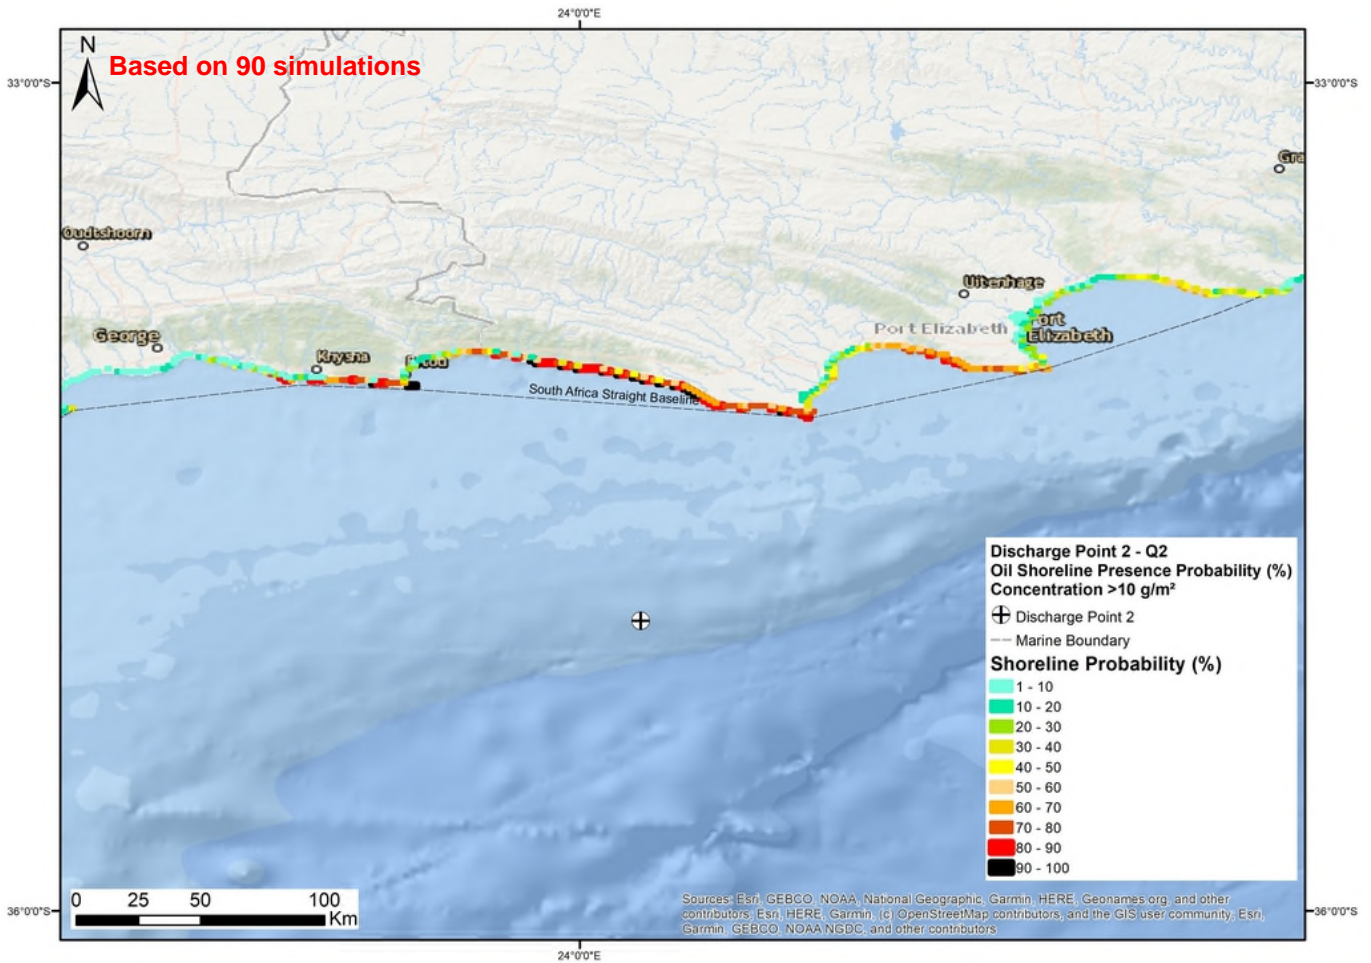 24°0'0"E
N
Based on 90 simulations
33°0'0"S
33°0'0"S
Gra
Oudtshoorn
Uitenhage
Port Elizabeth
Port
Elizabeth
George
Knysna
South Africa Straight Baseline
Discharge Point 2 - Q2
Oil Shoreline Presence Probability (%)
Concentration >10 g/m²
Discharge Point 2
Marine Boundary
Shoreline Probability (%)
1 - 10
10 - 20
20 - 30
30 - 40
40 - 50
50 - 60
60 - 70
70 - 80
80 - 90
90 - 100
0 25 50 100
Km
Sources: Esri, GEBCO, NOAA, National Geographic, Garmin, HERE, Geonames.org, and other
contributors, Esri, HERE, Garmin, (c) OpenStreetMap contributors, and the GIS user community, Esri,
Garmin, GEBCO, NOAA NGDC, and other contributors
36°0'0"S
36°0'0"S
24°0'0"E